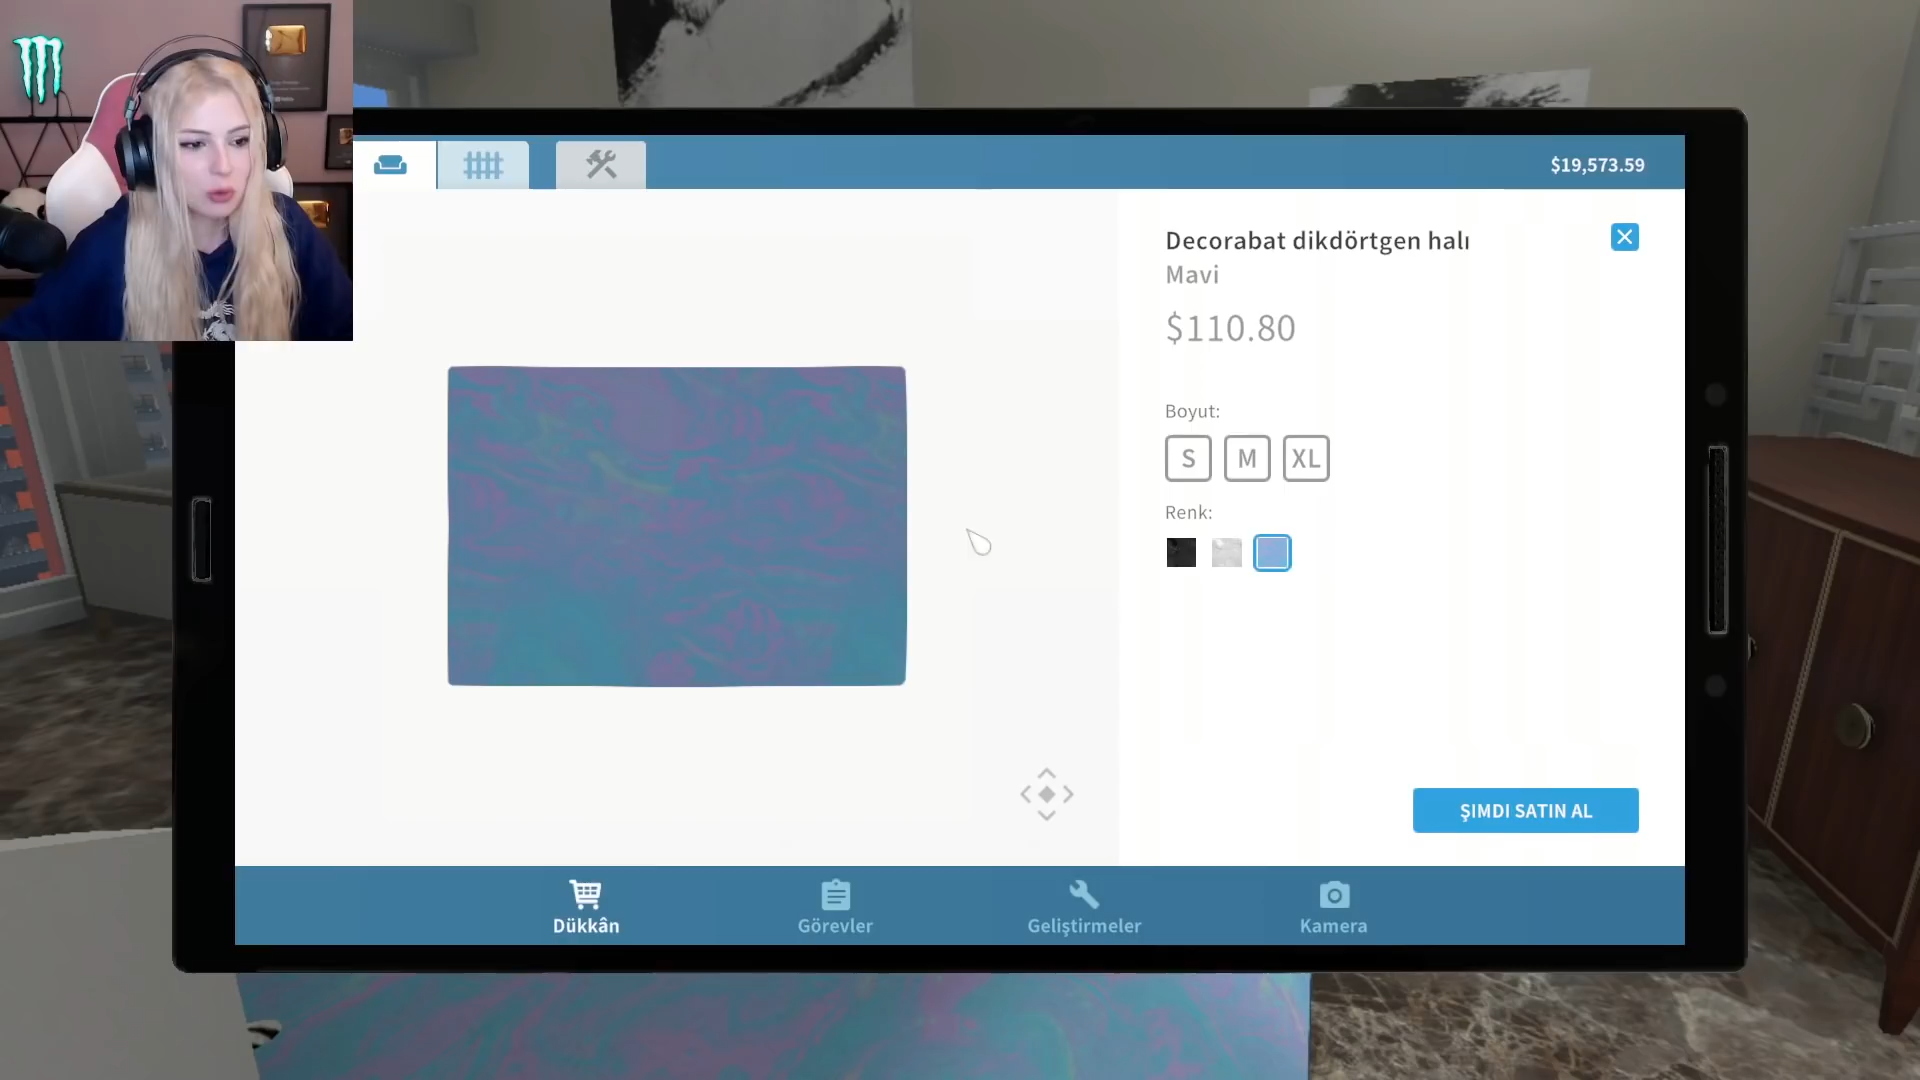 $19,573.59
Decorabat dikdörtgen halı
Mavi
$110.80
Boyut:
S M XL
Renk:
ŞIMDI SATIN AL
Dükkân Görevler Geliştirmeler Kamera